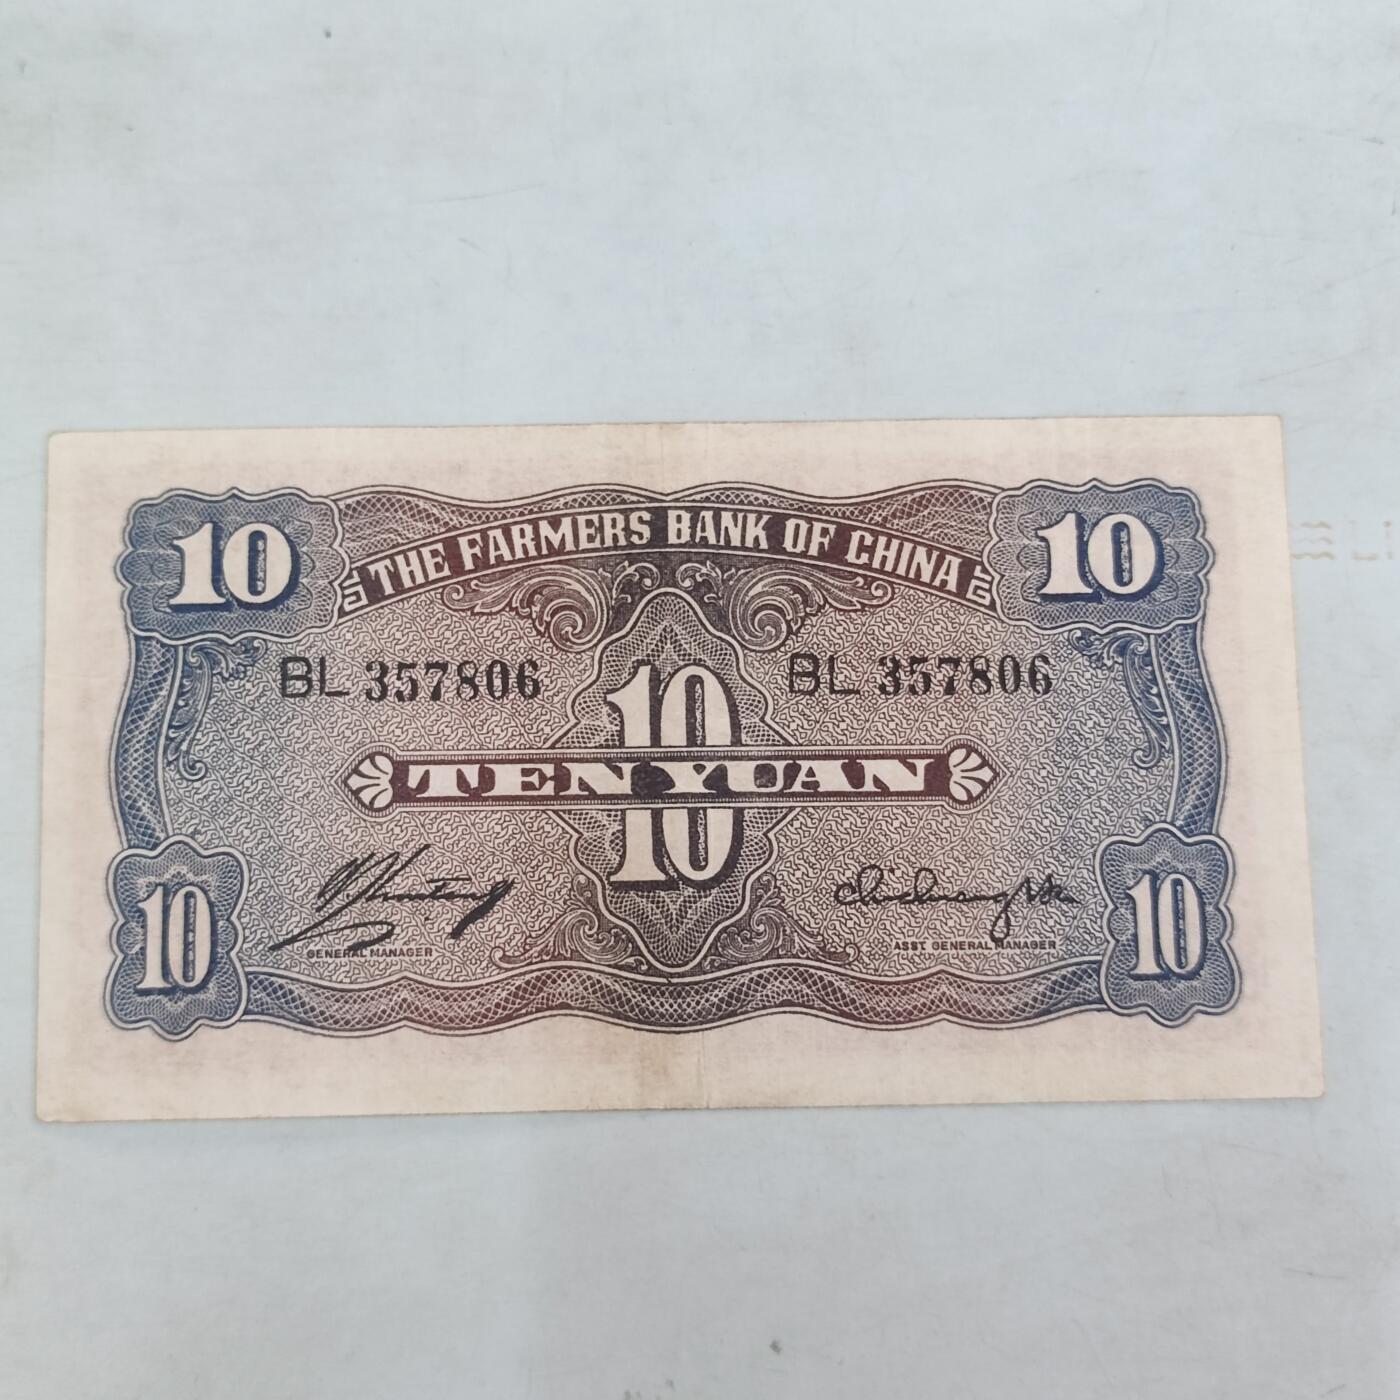 10 10
THE FARMERS BANK OF CHINA
BL 357806 BL 357806
10
TEN YUAN
10
GENERAL MANAGER ASST. GENERAL MANAGER
10 10